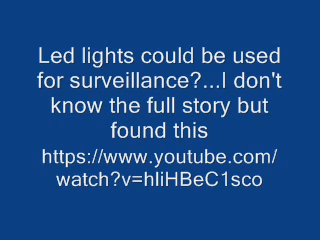 Led lights could be used
for surveillance?...I don't
know the full story but
found this
https://www.youtube.com/
watch?v=hIiHBeC1sco